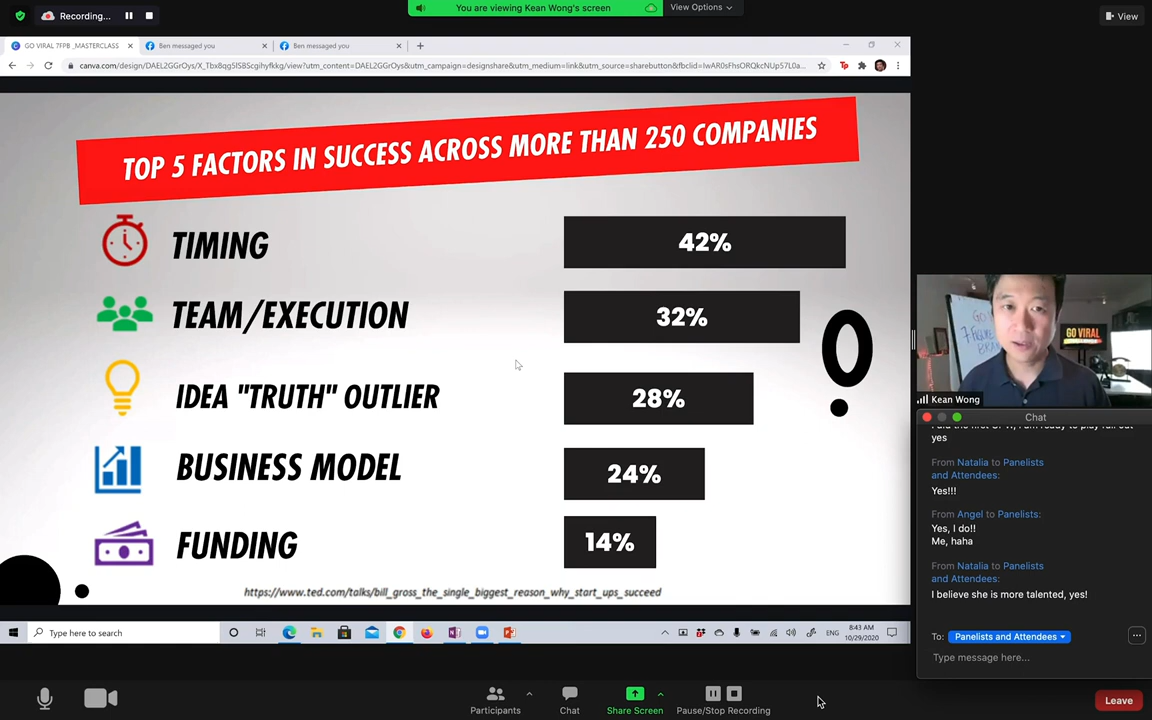 Recording...
You are viewing Kean Wong's screen
View Options
View
GO VIRAL 7FPB _MASTERCLASS
Ben messaged you
Ben messaged you
TOP 5 FACTORS IN SUCCESS ACROSS MORE THAN 250 COMPANIES
TIMING
42%
TEAM/EXECUTION
32%
IDEA "TRUTH" OUTLIER
28%
BUSINESS MODEL
24%
FUNDING
14%
https://www.ted.com/talks/bill_gross_the_single_biggest_reason_why_start_ups_succeed
GO VIRAL
Kean Wong
Chat
yes
From Natalia to Panelists
and Attendees:
Yes!!!
From Angel to Panelists:
Yes, I do!!
Me, haha
From Natalia to Panelists
and Attendees:
I believe she is more talented, yes!
To: Panelists and Attendees
Type message here...
Type here to search
ENG
8:43 AM
10/29/2020
Participants
Chat
Share Screen
Pause/Stop Recording
Leave